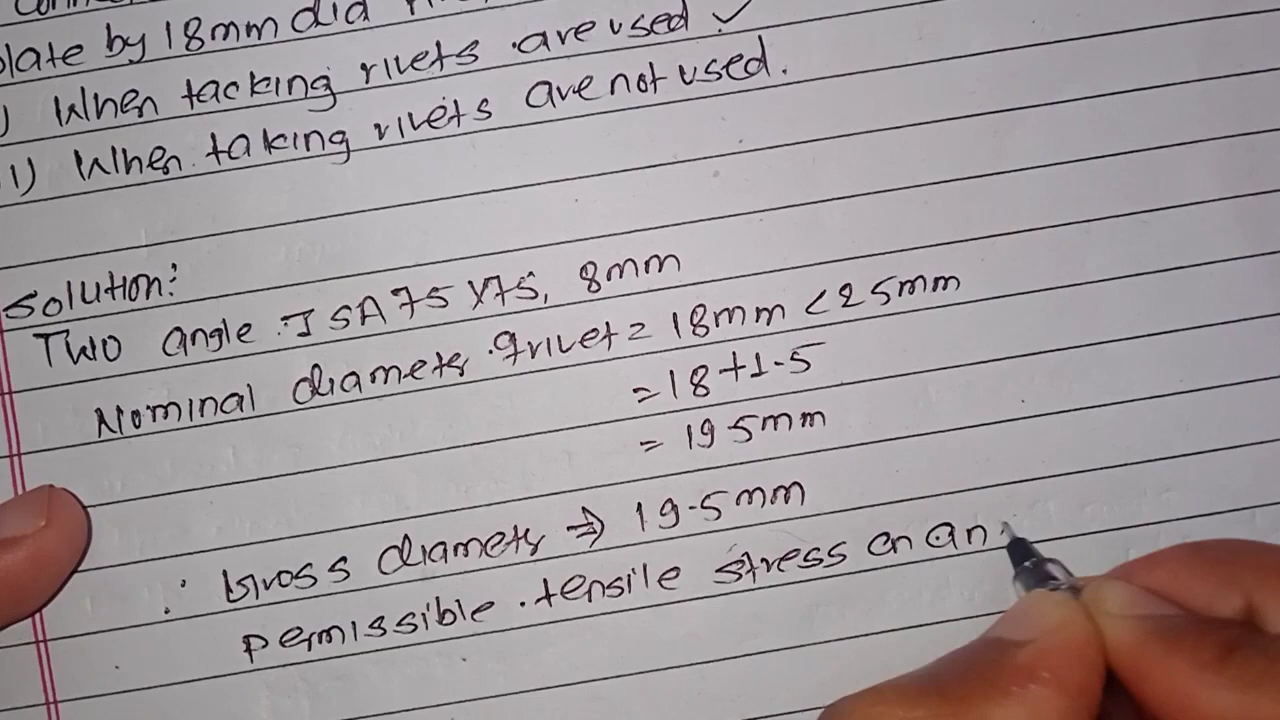 plate by 18mm dia
) When tacking rivets are used ✓
1) When taking rivets are not used.
Solution:
Two angle ISA 75 X75, 8mm
Nominal diameter of rivet = 18mm < 25mm
= 18+1.5
= 19 5mm
∴ Gross diameter ⇒ 19.5mm
permissible tensile stress on an